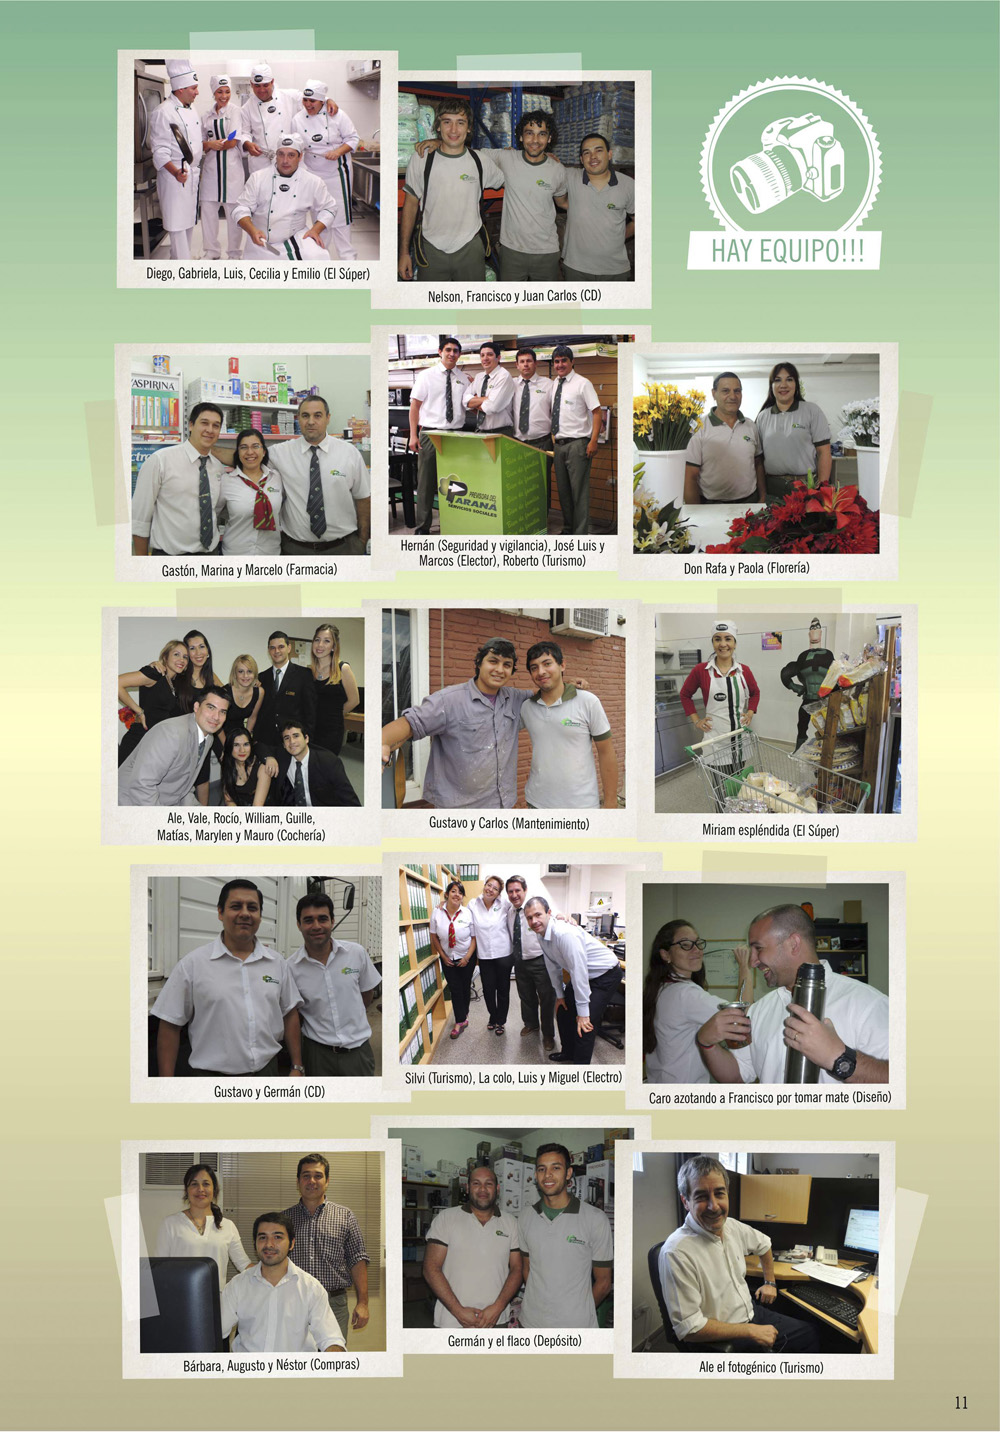 HAY EQUIPO!!!
Diego, Gabriela, Luis, Cecilia y Emilio (El Súper)
Nelson, Francisco y Juan Carlos (CD)
ASPIRINA
Gastón, Marina y Marcelo (Farmacia)
PREVISORA DEL
PARANÁ
SERVICIOS SOCIALES
Hernán (Seguridad y vigilancia), José Luis y
Marcos (Elector), Roberto (Turismo)
Don Rafa y Paola (Florería)
Ale, Vale, Rocío, William, Guille,
Matías, Marylen y Mauro (Cochería)
Gustavo y Carlos (Mantenimiento)
Miriam espléndida (El Súper)
Gustavo y Germán (CD)
Silvi (Turismo), La colo, Luis y Miguel (Electro)
Caro azotando a Francisco por tomar mate (Diseño)
Bárbara, Augusto y Néstor (Compras)
Germán y el flaco (Depósito)
Ale el fotogénico (Turismo)
11